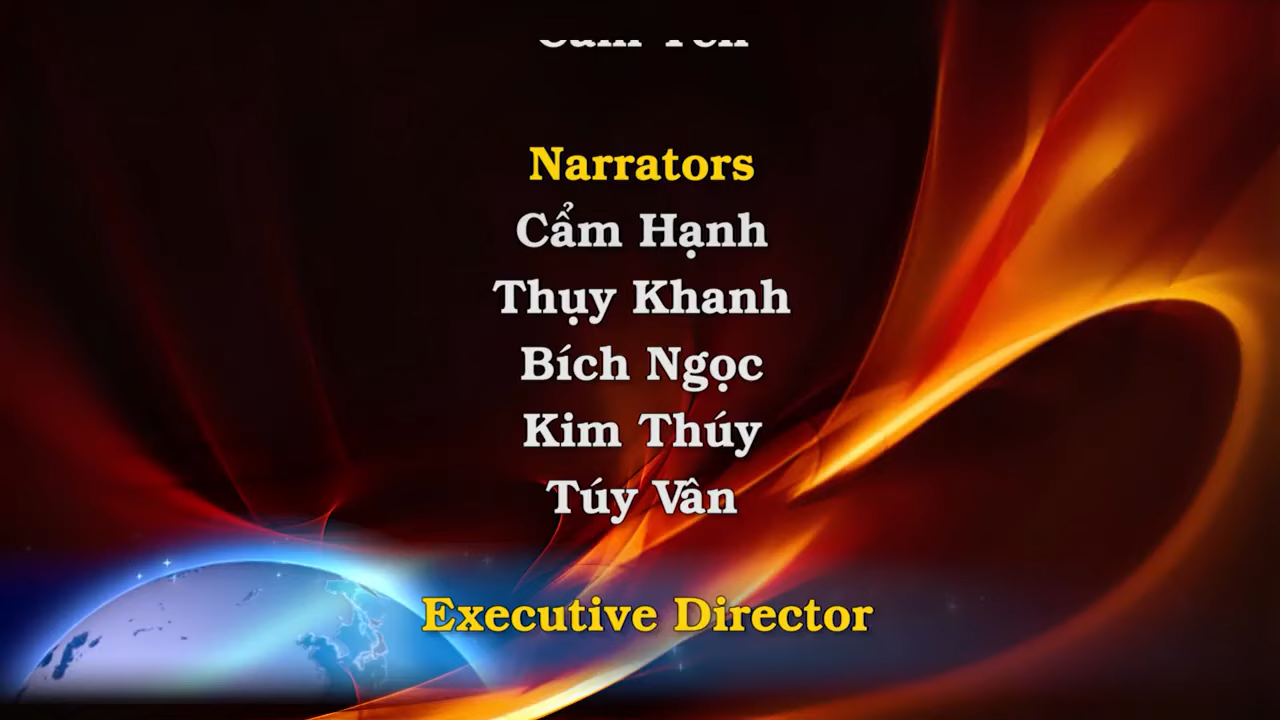 Narrators
Cẩm Hạnh
Thụy Khanh
Bích Ngọc
Kim Thúy
Túy Vân
Executive Director